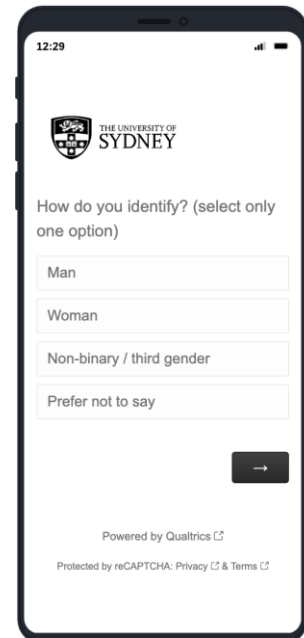 12:29
THE UNIVERSITY OF
SYDNEY
How do you identify? (select only
one option)
Man
Woman
Non-binary / third gender
Prefer not to say
→
Powered by Qualtrics
Protected by reCAPTCHA: Privacy & Terms